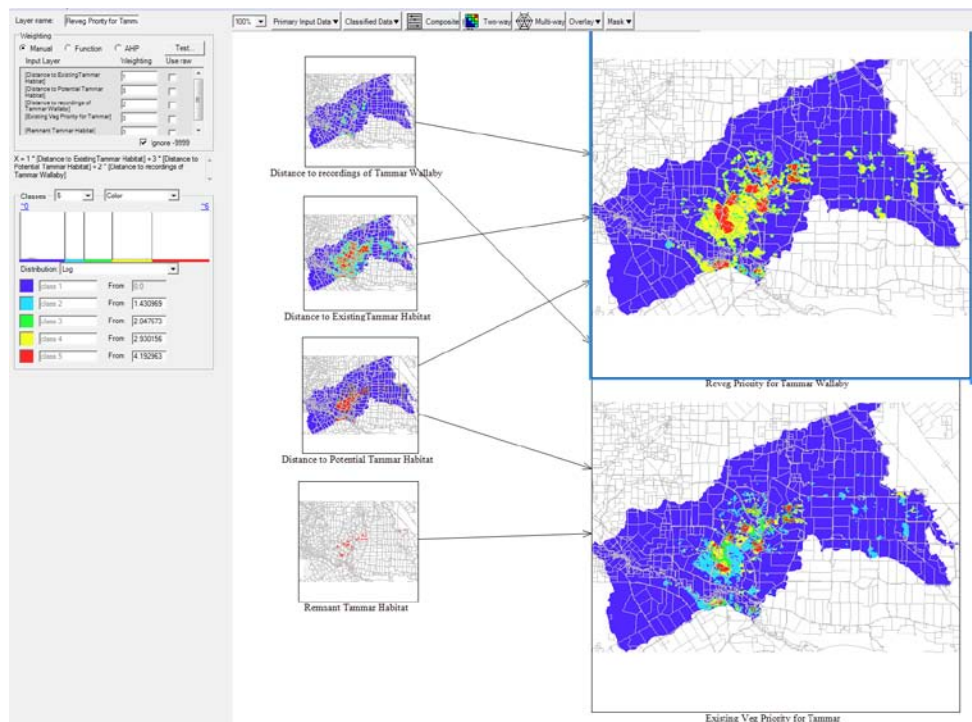 Layer name: Reveg Priority for Tamm
100% Primary Input Data Classified Data Composite Two-way Multi-way Overlay Mask
Weighting
Manual Function AHP Test...
Input Layer Weighting Use raw
[Distance to ExistingTammar Habitat] 1
[Distance to Potential Tammar Habitat] 3
[Distance to recordings of Tammar Wallaby] 2
[Existing Veg Priority for Tammar]
[Remnant Tammar Habitat]
Ignore -9999
X = 1 * [Distance to ExistingTammar Habitat] + 3 * [Distance to
Potential Tammar Habitat] + 2 * [Distance to recordings of
Tammar Wallaby]
Classes 5 Color
~0 ~6
Distribution: Log
class 1 From 0.0
class 2 From 1.430969
class 3 From 2.047673
class 4 From 2.930156
class 5 From 4.192963
Distance to recordings of Tammar Wallaby
Distance to ExistingTammar Habitat
Distance to Potential Tammar Habitat
Remnant Tammar Habitat
Reveg Priority for Tammar Wallaby
Existing Veg Priority for Tammar